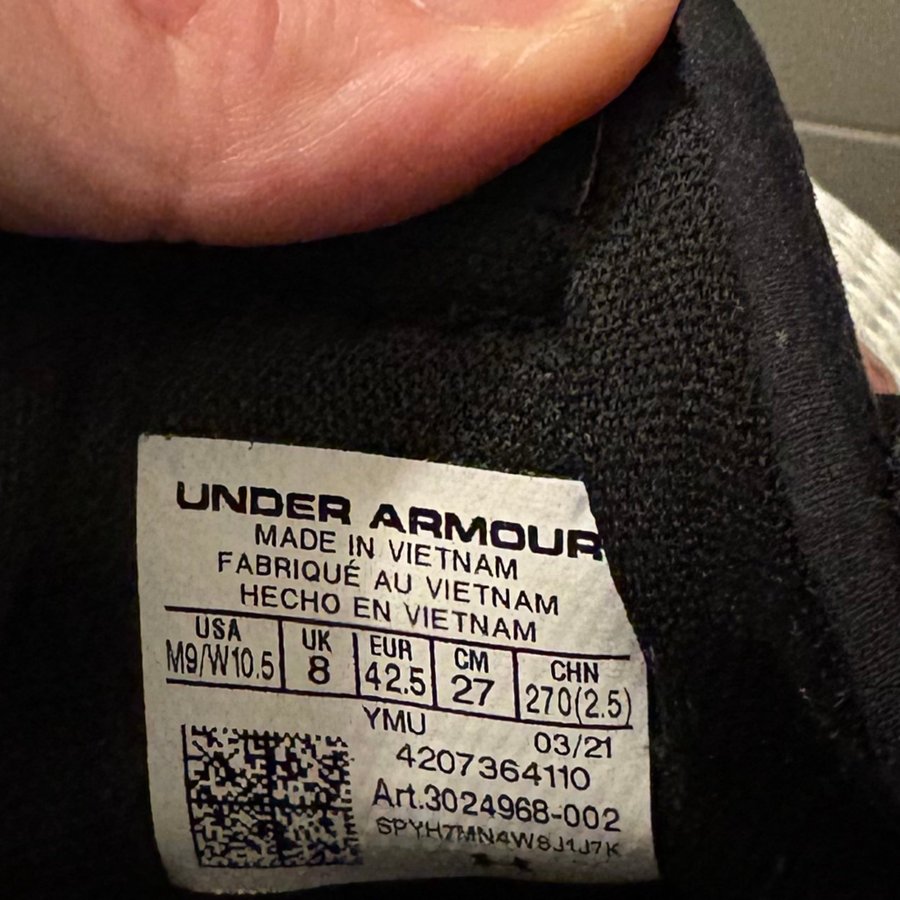 UNDER ARMOUR
MADE IN VIETNAM
FABRIQUÉ AU VIETNAM
HECHO EN VIETNAM
USA UK EUR CM CHN
M9/W10.5 8 42.5 27 270(2.5)
YMU 03/21
4207364110
Art.3024968-002
SPYH7MN4W8J1J7K